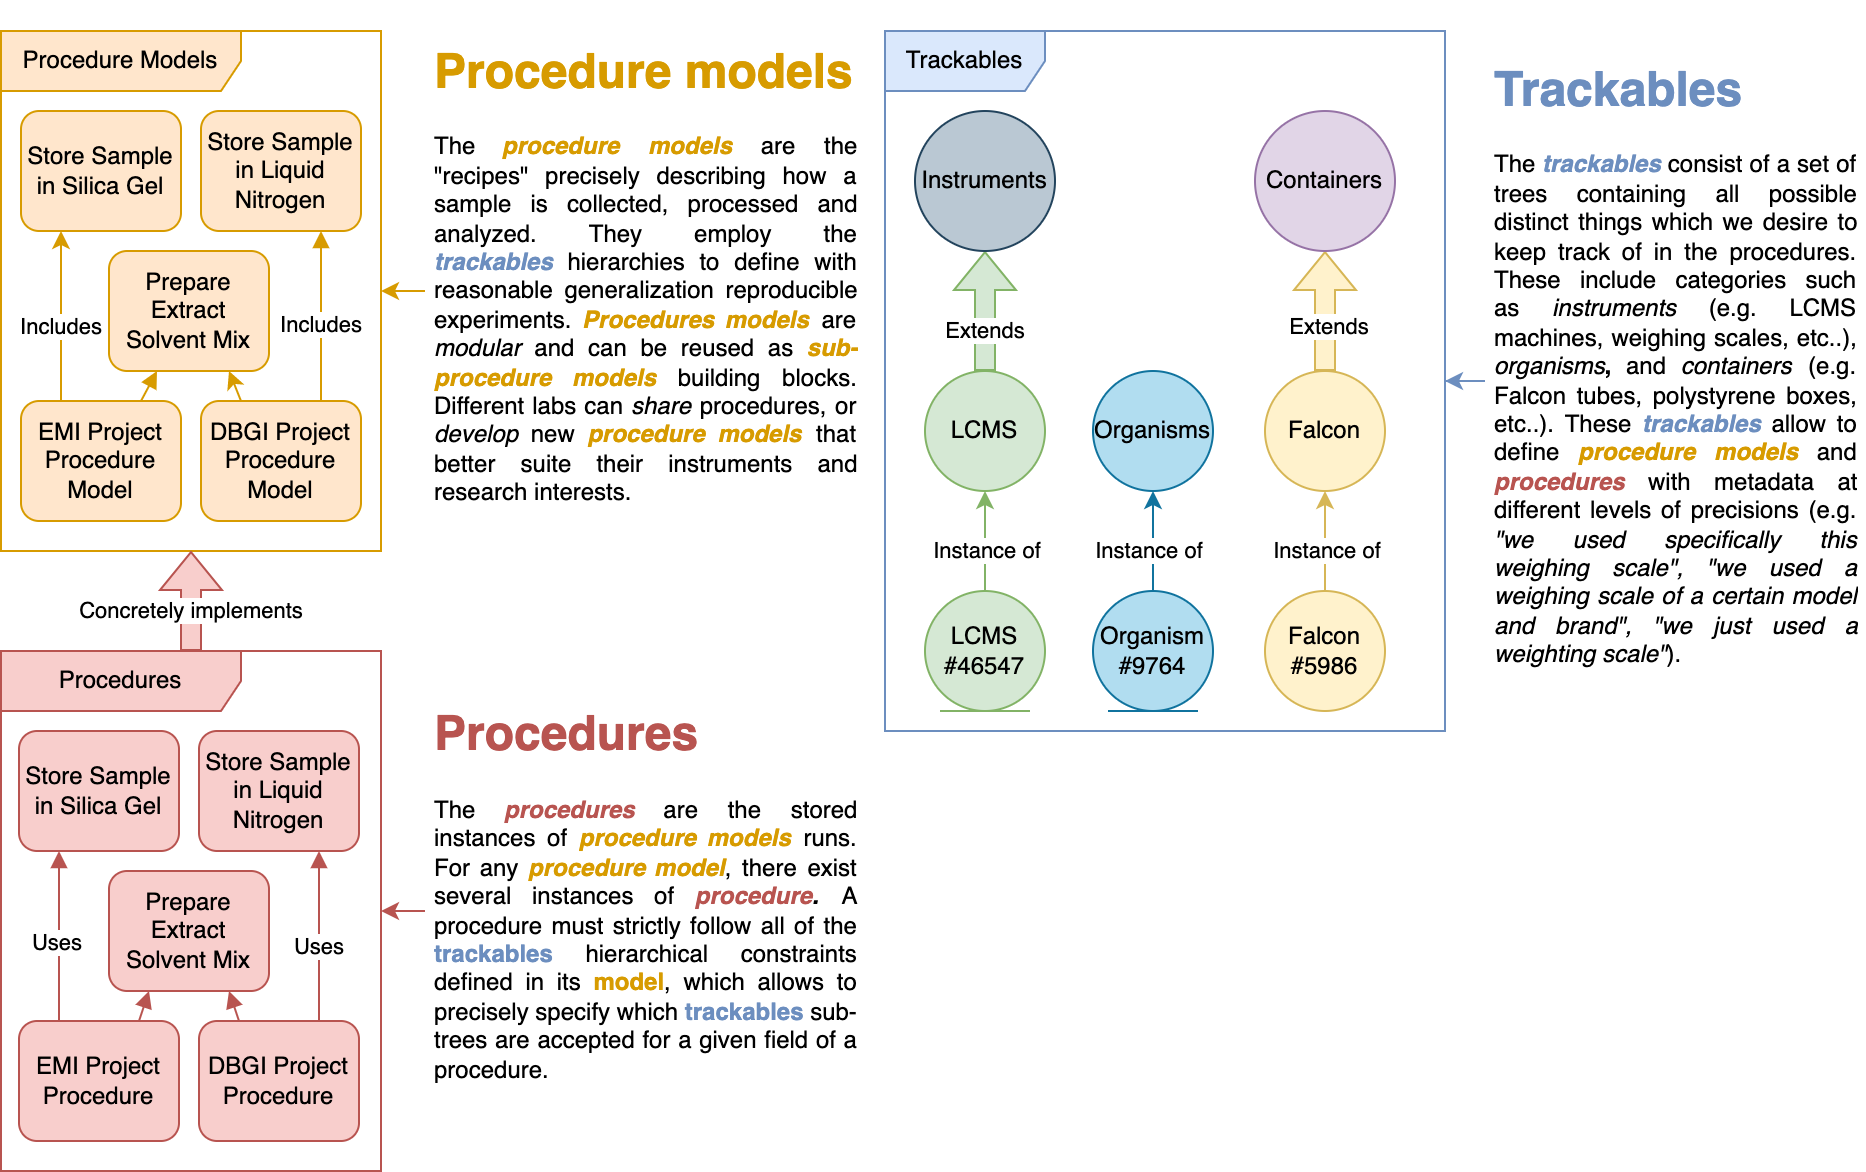 Procedure Models
Store Sample
in Silica Gel
Store Sample
in Liquid
Nitrogen
Prepare
Extract
Solvent Mix
Includes
Includes
EMI Project
Procedure
Model
DBGI Project
Procedure
Model
Concretely implements
Procedures
Store Sample
in Silica Gel
Store Sample
in Liquid
Nitrogen
Prepare
Extract
Solvent Mix
Uses
Uses
EMI Project
Procedure
DBGI Project
Procedure
Procedure models
The procedure models are the
"recipes" precisely describing how a
sample is collected, processed and
analyzed. They employ the
trackables hierarchies to define with
reasonable generalization reproducible
experiments. Procedures models are
modular and can be reused as sub-
procedure models building blocks.
Different labs can share procedures, or
develop new procedure models that
better suite their instruments and
research interests.
Procedures
The procedures are the stored
instances of procedure models runs.
For any procedure model, there exist
several instances of procedure. A
procedure must strictly follow all of the
trackables hierarchical constraints
defined in its model, which allows to
precisely specify which trackables sub-
trees are accepted for a given field of a
procedure.
Trackables
Instruments
Containers
Extends
Extends
LCMS
Organisms
Falcon
Instance of
Instance of
Instance of
LCMS
#46547
Organism
#9764
Falcon
#5986
Trackables
The trackables consist of a set of
trees containing all possible
distinct things which we desire to
keep track of in the procedures.
These include categories such
as instruments (e.g. LCMS
machines, weighing scales, etc..),
organisms, and containers (e.g.
Falcon tubes, polystyrene boxes,
etc..). These trackables allow to
define procedure models and
procedures with metadata at
different levels of precisions (e.g.
"we used specifically this
weighing scale", "we used a
weighing scale of a certain model
and brand", "we just used a
weighting scale").